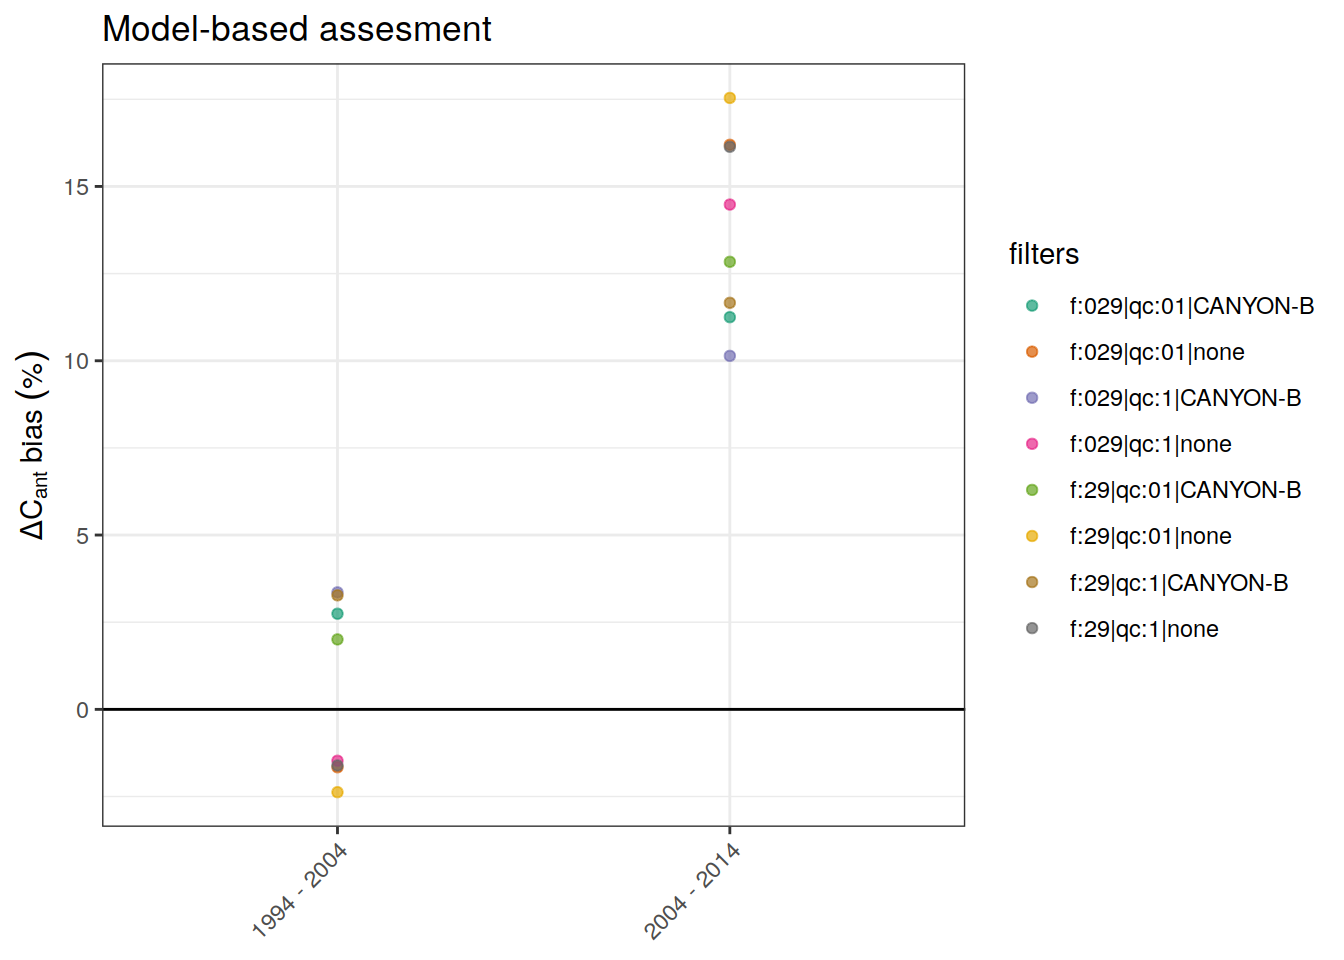 Model-based assesment
ΔCant bias (%)
15
10
5
0
1994 - 2004
2004 - 2014
filters
f:029|qc:01|CANYON-B
f:029|qc:01|none
f:029|qc:1|CANYON-B
f:029|qc:1|none
f:29|qc:01|CANYON-B
f:29|qc:01|none
f:29|qc:1|CANYON-B
f:29|qc:1|none